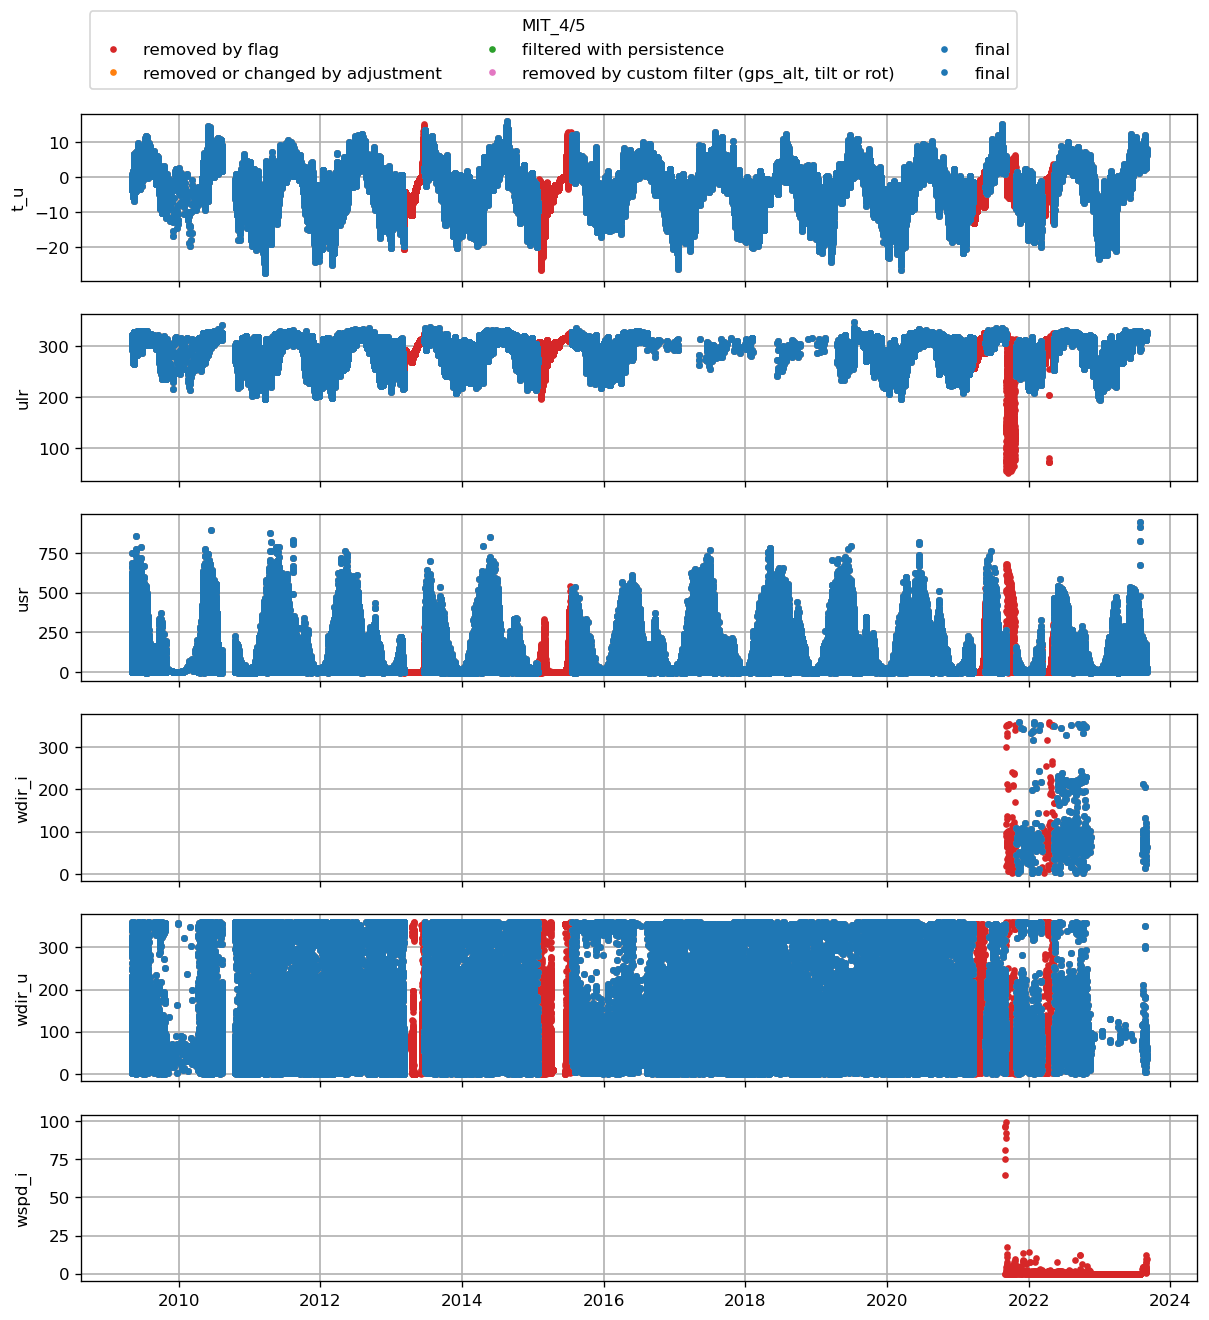 MIT_4/5
removed by flag filtered with persistence final
removed or changed by adjustment removed by custom filter (gps_alt, tilt or rot) final
10
0
−10
−20
t_u
300
200
100
ulr
750
500
250
0
usr
300
200
100
0
wdir_i
300
200
100
0
wdir_u
100
75
50
25
0
wspd_i
2010 2012 2014 2016 2018 2020 2022 2024